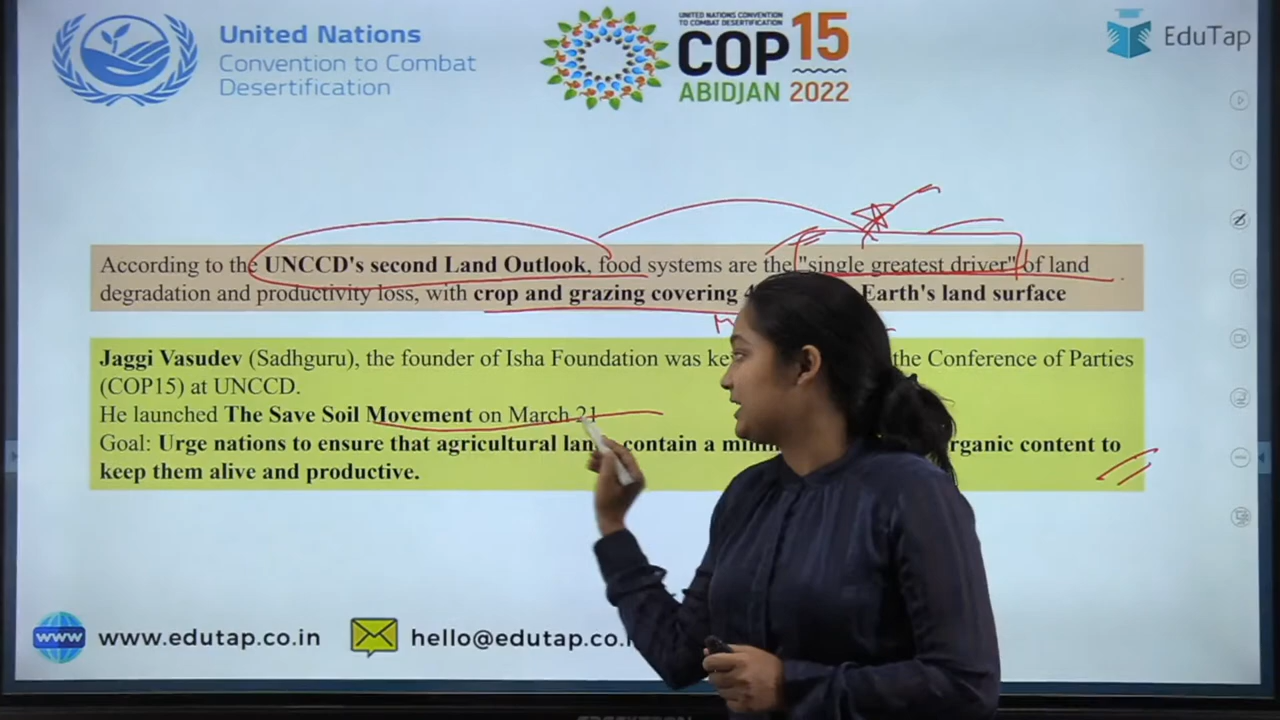 United Nations
Convention to Combat
Desertification
UNITED NATIONS CONVENTION
TO COMBAT DESERTIFICATION
COP15
ABIDJAN 2022
EduTap
According to the UNCCD's second Land Outlook, food systems are the "single greatest driver" of land
degradation and productivity loss, with crop and grazing covering Earth's land surface
Jaggi Vasudev (Sadhguru), the founder of Isha Foundation was the Conference of Parties
(COP15) at UNCCD.
He launched The Save Soil Movement on March 21
Goal: Urge nations to ensure that agricultural contain a content to
keep them alive and productive.
www www.edutap.co.in hello@edutap.co